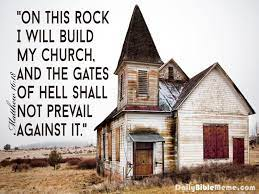 "ON THIS ROCK
I WILL BUILD
MY CHURCH,
AND THE GATES
OF HELL SHALL
NOT PREVAIL
AGAINST IT."
Matthew 16:18
DailyBibleMeme.com